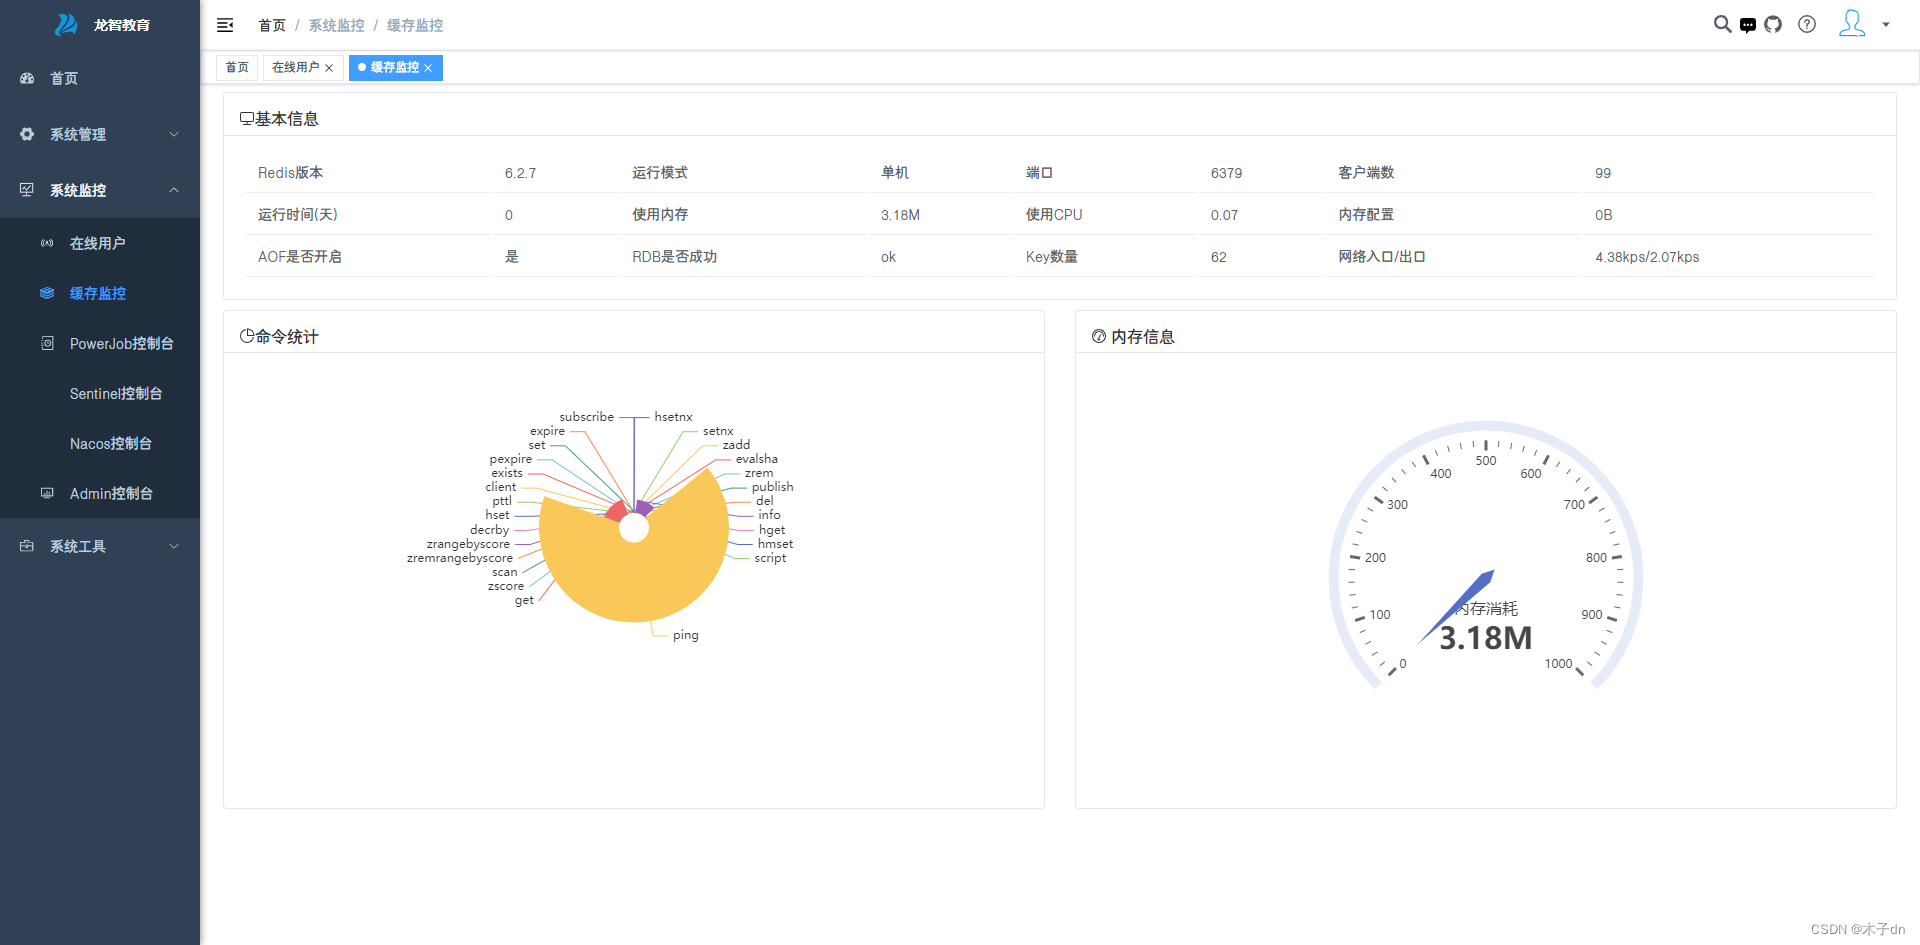 龙智教育
首页
系统管理
系统监控
在线用户
缓存监控
PowerJob控制台
Sentinel控制台
Nacos控制台
Admin控制台
系统工具
首页 / 系统监控 / 缓存监控
首页 在线用户 × 缓存监控 ×
基本信息
Redis版本 6.2.7 运行模式 单机 端口 6379 客户端数 99
运行时间(天) 0 使用内存 3.18M 使用CPU 0.07 内存配置 0B
AOF是否开启 是 RDB是否成功 ok Key数量 62 网络入口/出口 4.38kps/2.07kps
命令统计
subscribe hsetnx
expire setnx
set zadd
pexpire evalsha
exists zrem
client publish
pttl del
hset info
decrby hget
zrangebyscore hmset
zremrangebyscore script
scan
zscore
get
ping
内存信息
0
100
200
300
400
500
600
700
800
900
1000
内存消耗
3.18M
CSDN @木子dn